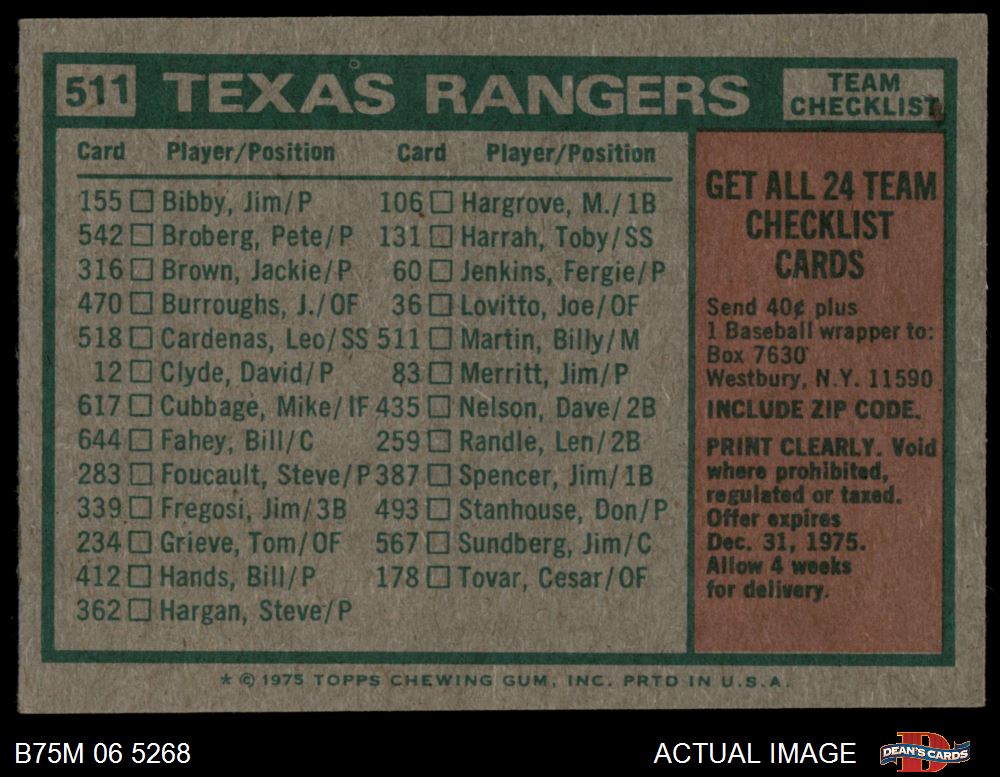 511 TEXAS RANGERS TEAM CHECKLIST
Card Player/Position Card Player/Position
155 Bibby, Jim/P 106 Hargrove, M./1B
542 Broberg, Pete/P 131 Harrah, Toby/SS
316 Brown, Jackie/P 60 Jenkins, Fergie/P
470 Burroughs, J./OF 36 Lovitto, Joe/OF
518 Cardenas, Leo/SS 511 Martin, Billy/M
12 Clyde, David/P 83 Merritt, Jim/P
617 Cubbage, Mike/IF 435 Nelson, Dave/2B
644 Fahey, Bill/C 259 Randle, Len/2B
283 Foucault, Steve/P 387 Spencer, Jim/1B
339 Fregosi, Jim/3B 493 Stanhouse, Don/P
234 Grieve, Tom/OF 567 Sundberg, Jim/C
412 Hands, Bill/P 178 Tovar, Cesar/OF
362 Hargan, Steve/P
GET ALL 24 TEAM
CHECKLIST
CARDS
Send 40¢ plus
1 Baseball wrapper to:
Box 7630
Westbury, N.Y. 11590
INCLUDE ZIP CODE.
PRINT CLEARLY. Void
where prohibited,
regulated or taxed.
Offer expires
Dec. 31, 1975.
Allow 4 weeks
for delivery.
* © 1975 TOPPS CHEWING GUM, INC. PRTD IN U.S.A.
B75M 06 5268
ACTUAL IMAGE
D
DEAN'S CARDS